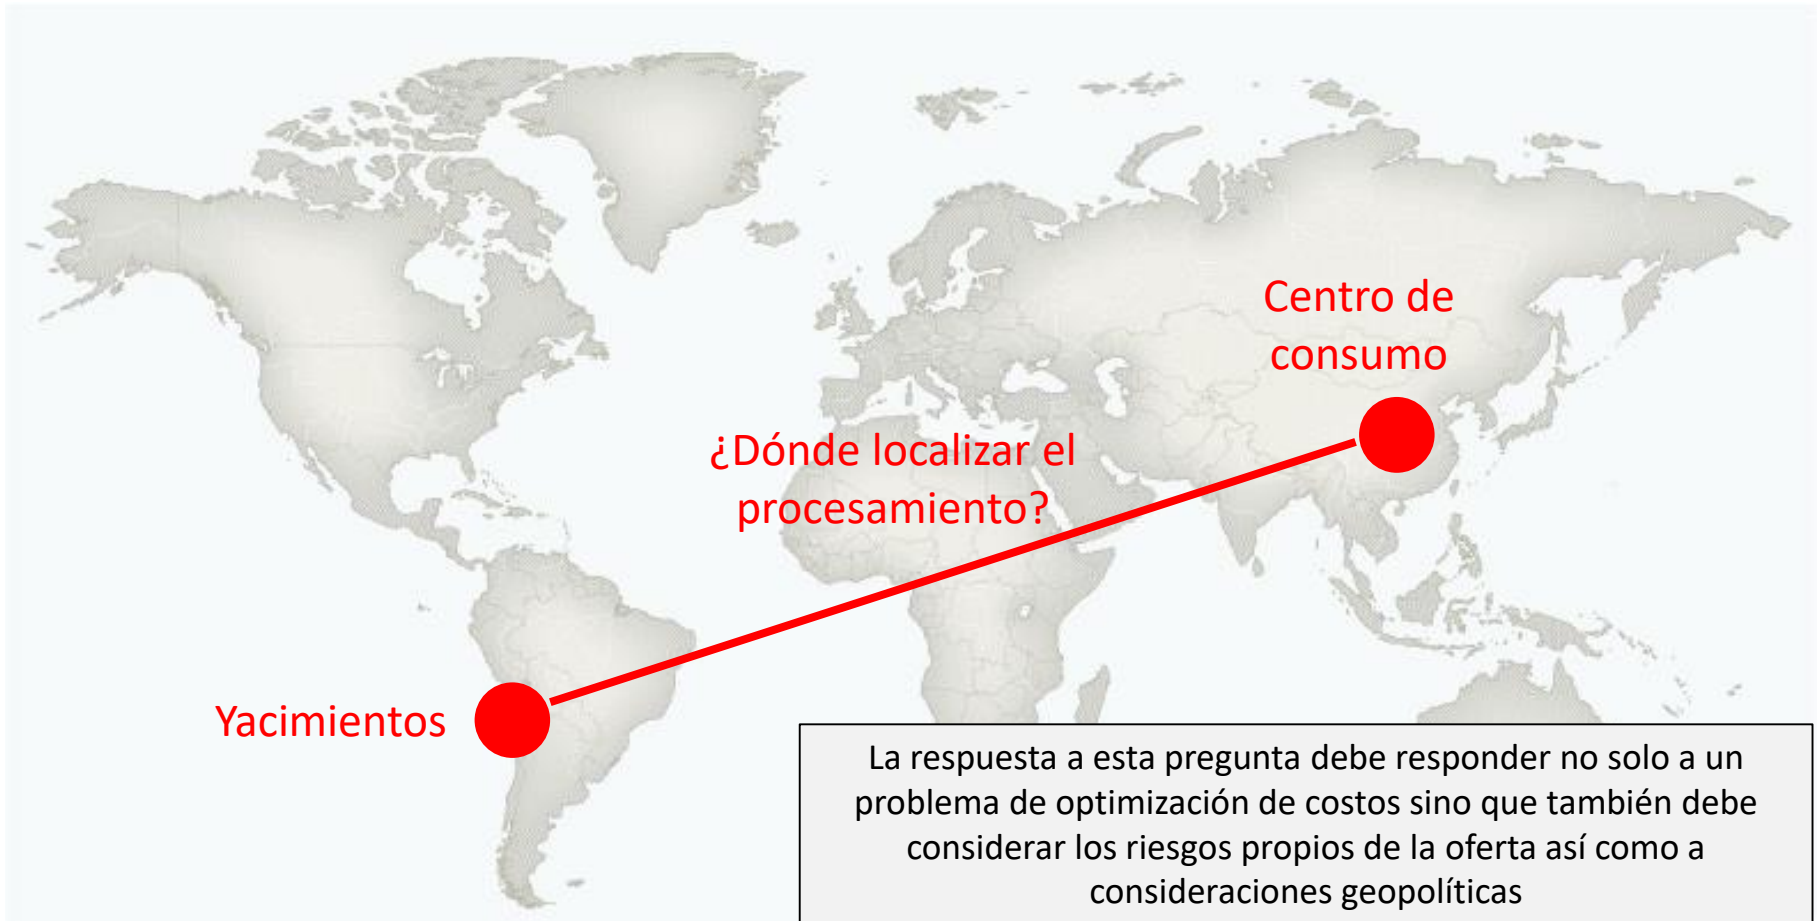 Centro de
consumo
¿Dónde localizar el
procesamiento?
Yacimientos
La respuesta a esta pregunta debe responder no solo a un
problema de optimización de costos sino que también debe
considerar los riesgos propios de la oferta así como a
consideraciones geopolíticas